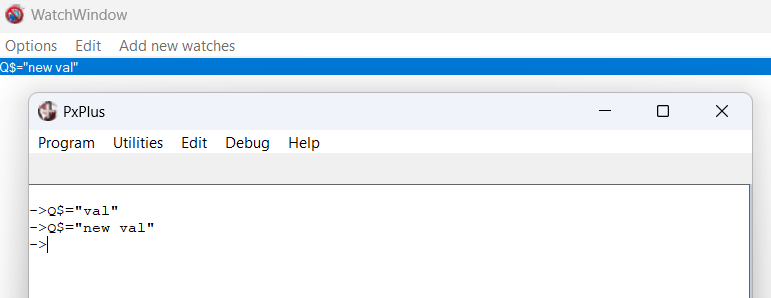 WatchWindow
Options Edit Add new watches
Q$="new val"
PxPlus
Program Utilities Edit Debug Help
->Q$="val"
->Q$="new val"
->